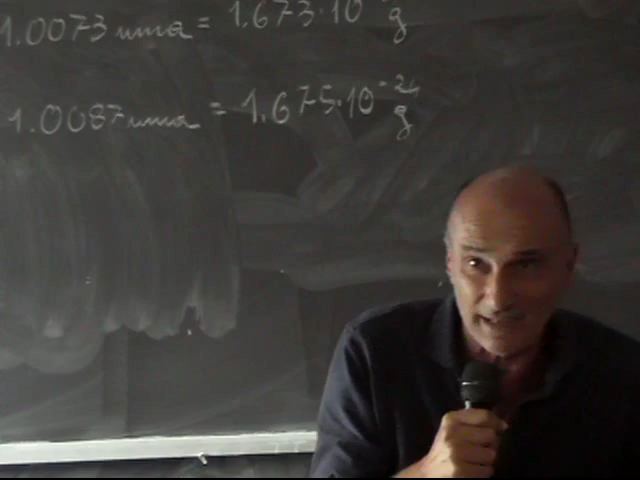 1.0073 uma = 1.673·10 g
1.0087 uma = 1.675·10⁻²⁴ g